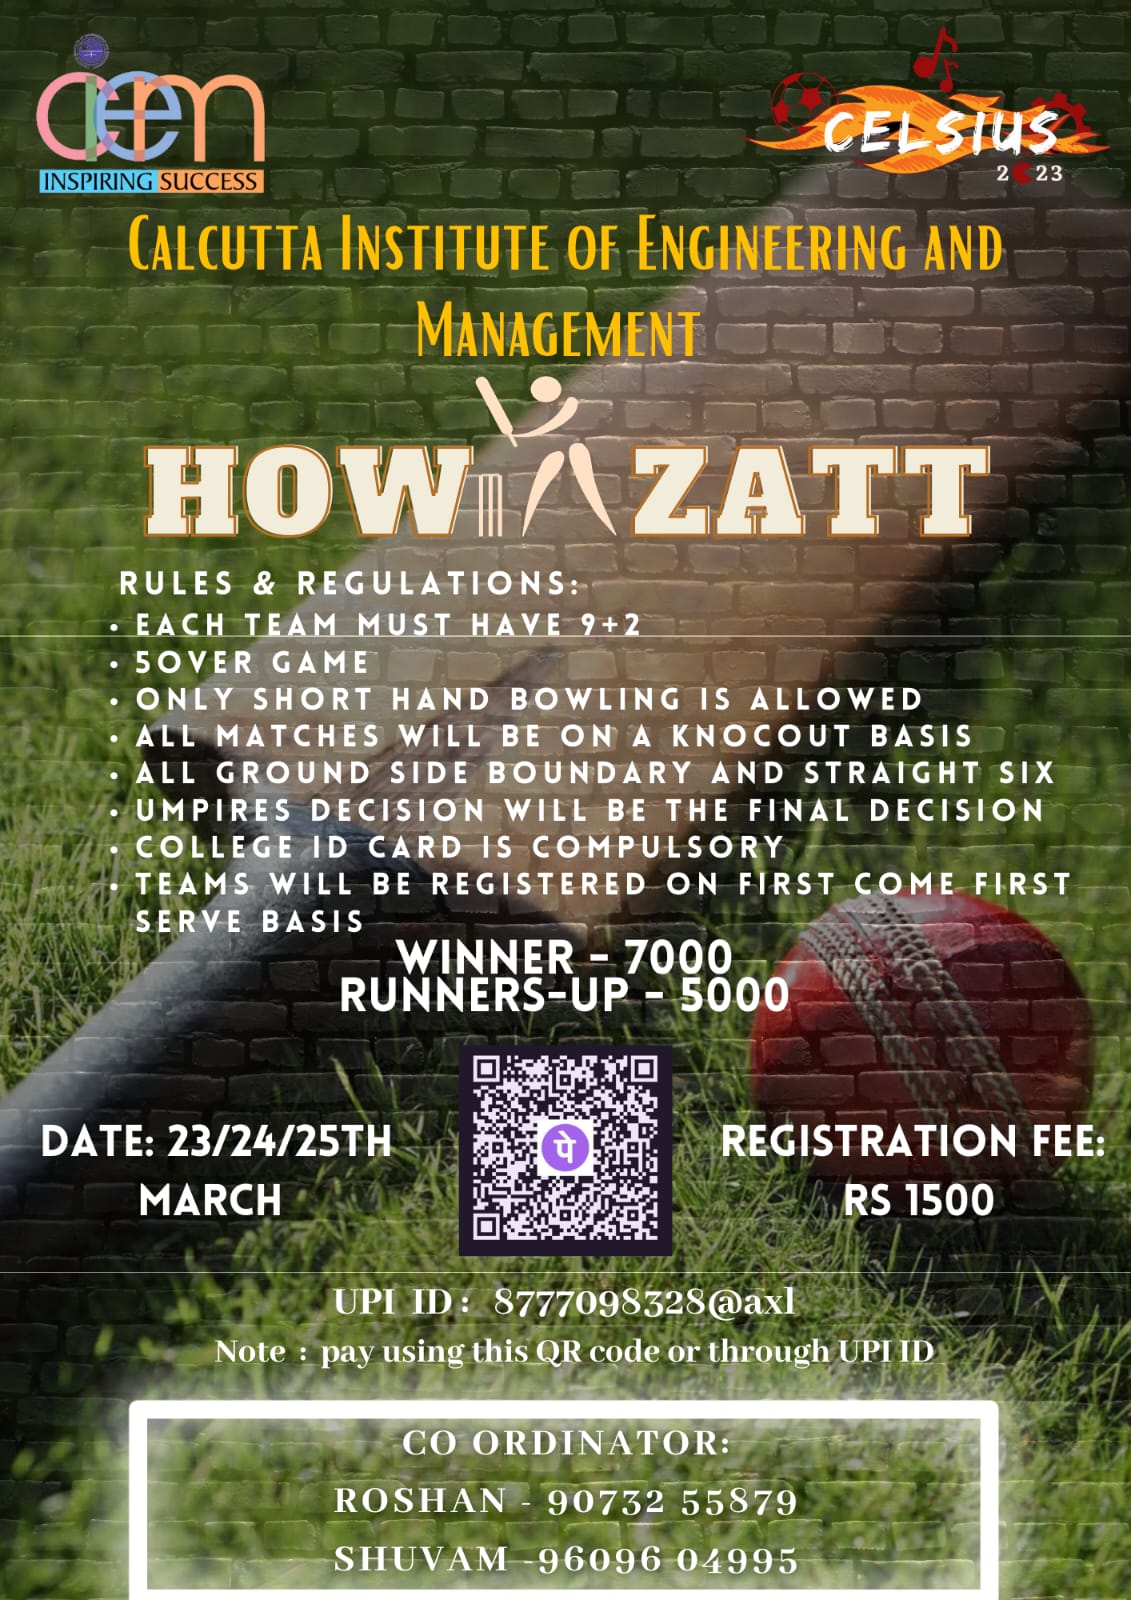 ciem
INSPIRING SUCCESS
CELSIUS
2023
CALCUTTA INSTITUTE OF ENGINEERING AND
MANAGEMENT
HOW ZATT
RULES & REGULATIONS:
• EACH TEAM MUST HAVE 9+2
• 5OVER GAME
• ONLY SHORT HAND BOWLING IS ALLOWED
• ALL MATCHES WILL BE ON A KNOCOUT BASIS
• ALL GROUND SIDE BOUNDARY AND STRAIGHT SIX
• UMPIRES DECISION WILL BE THE FINAL DECISION
• COLLEGE ID CARD IS COMPULSORY
• TEAMS WILL BE REGISTERED ON FIRST COME FIRST
SERVE BASIS
WINNER - 7000
RUNNERS-UP - 5000
DATE: 23/24/25TH
MARCH
पे
REGISTRATION FEE:
RS 1500
UPI ID : 8777098328@axl
Note : pay using this QR code or through UPI ID
CO ORDINATOR:
ROSHAN - 90732 55879
SHUVAM -96096 04995